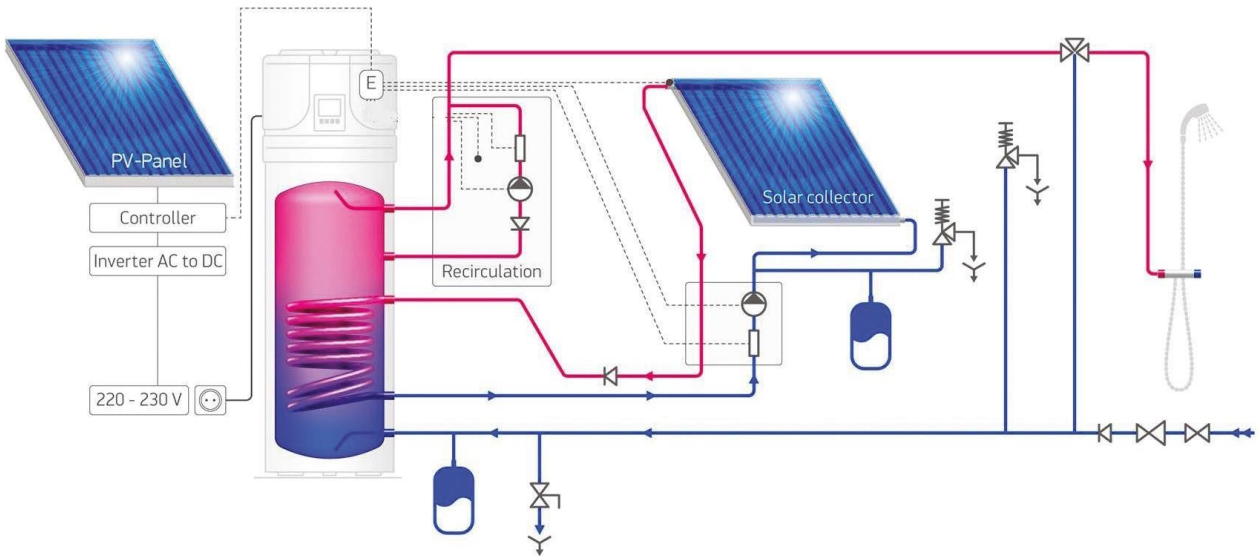 E
PV-Panel
Solar collector
Controller
Inverter AC to DC
Recirculation
220 - 230 V